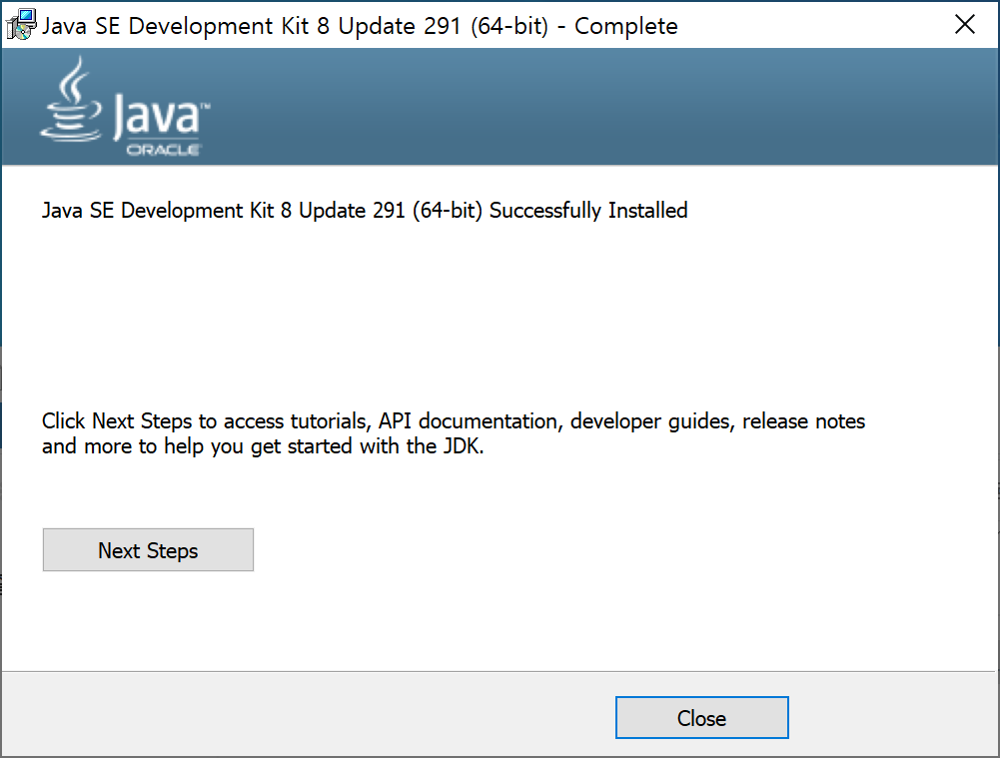 Java SE Development Kit 8 Update 291 (64-bit) - Complete
Java™
ORACLE
Java SE Development Kit 8 Update 291 (64-bit) Successfully Installed
Click Next Steps to access tutorials, API documentation, developer guides, release notes
and more to help you get started with the JDK.
Next Steps
Close